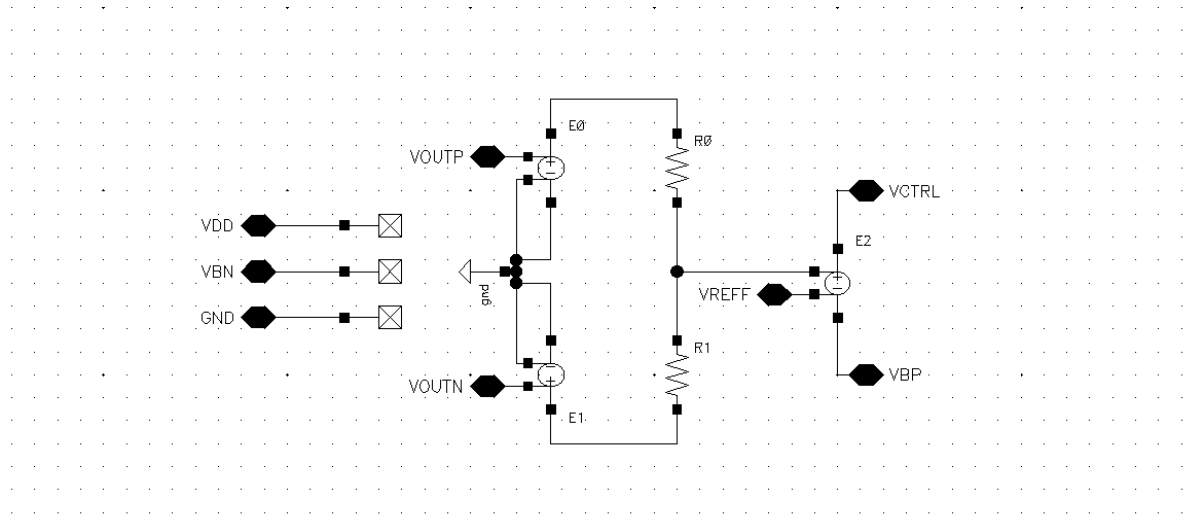 E0
R0
VOUTP
VCTRL
VDD
E2
VBN
gnd
VREFF
GND
R1
VBP
VOUTN
E1